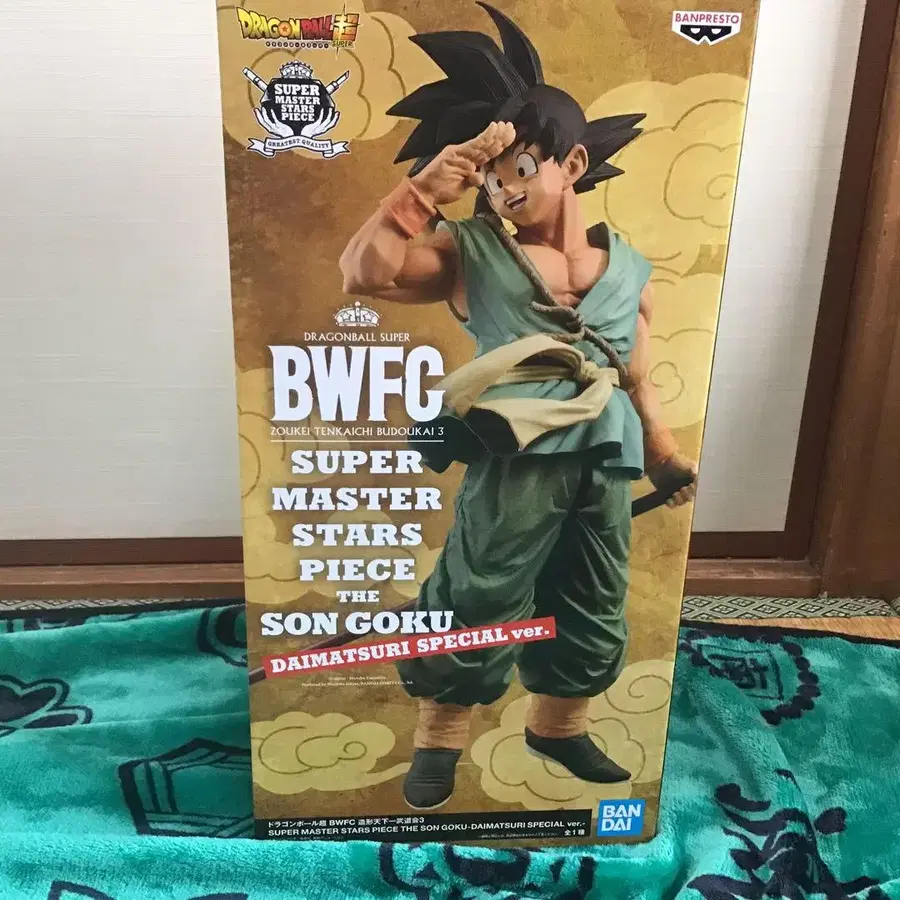 DRAGONBALL超
SUPER
BANPRESTO
SUPER
MASTER
STARS
PIECE
GREATEST QUALITY
DRAGONBALL SUPER
BWFC
ZOUKEI TENKAICHI BUDOUKAI 3
SUPER
MASTER
STARS
PIECE
THE
SON GOKU
DAIMATSURI SPECIAL ver.
ドラゴンボール超 BWFC 造形天下一武道会3
SUPER MASTER STARS PIECE THE SON GOKU-DAIMATSURI SPECIAL ver.-
全1種
BAN
DAI